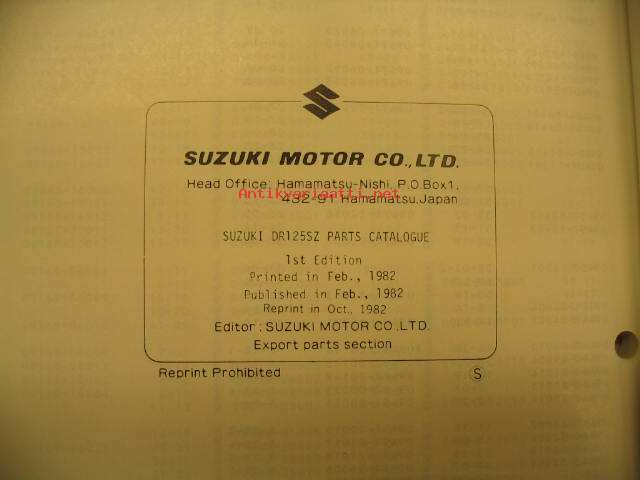 SUZUKI MOTOR CO.,LTD.
Head Office: Hamamatsu-Nishi, P.O.Box1,
Antikvariaatti.net
432-91 Hamamatsu,Japan
SUZUKI DR125SZ PARTS CATALOGUE
1st Edition
Printed in Feb., 1982
Published in Feb., 1982
Reprint in Oct., 1982
Editor : SUZUKI MOTOR CO.,LTD.
Export parts section
Reprint Prohibited
S